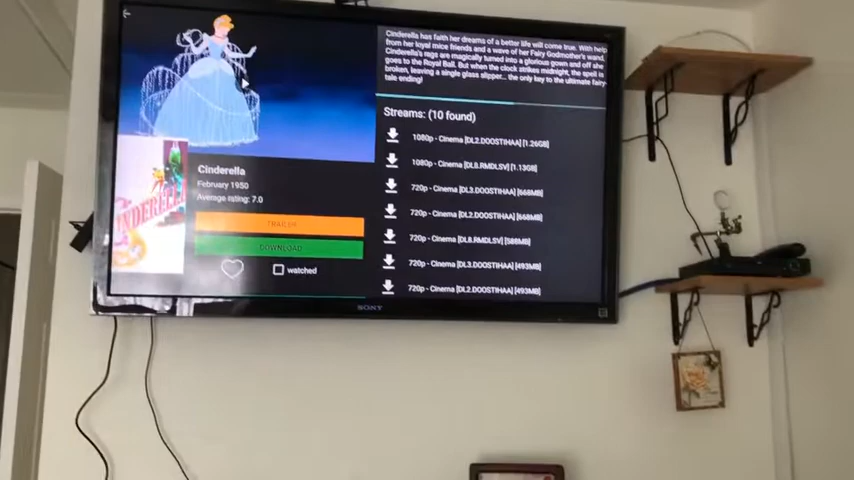 Cinderella has faith her dreams of a better life will come true. With help
from her loyal mice friends and a wave of her Fairy Godmother's wand,
Cinderella's rags are magically turned into a glorious gown and off she
goes to the Royal Ball. But when the clock strikes midnight, the spell is
broken, leaving a single glass slipper... the only key to the ultimate fairy-
tale ending!
Streams: (10 found)
1080p - Cinema [DL2.DOOSTIHAA] [1.26GB]
1080p - Cinema [DL8.RMDLSV] [1.13GB]
720p - Cinema [DL3.DOOSTIHAA] [668MB]
720p - Cinema [DL2.DOOSTIHAA] [668MB]
720p - Cinema [DL8.RMDLSV] [588MB]
720p - Cinema [DL3.DOOSTIHAA] [493MB]
720p - Cinema [DL2.DOOSTIHAA] [493MB]
CINDERELLA
Cinderella
February 1950
Average rating: 7.0
TRAILER
DOWNLOAD
watched
SONY